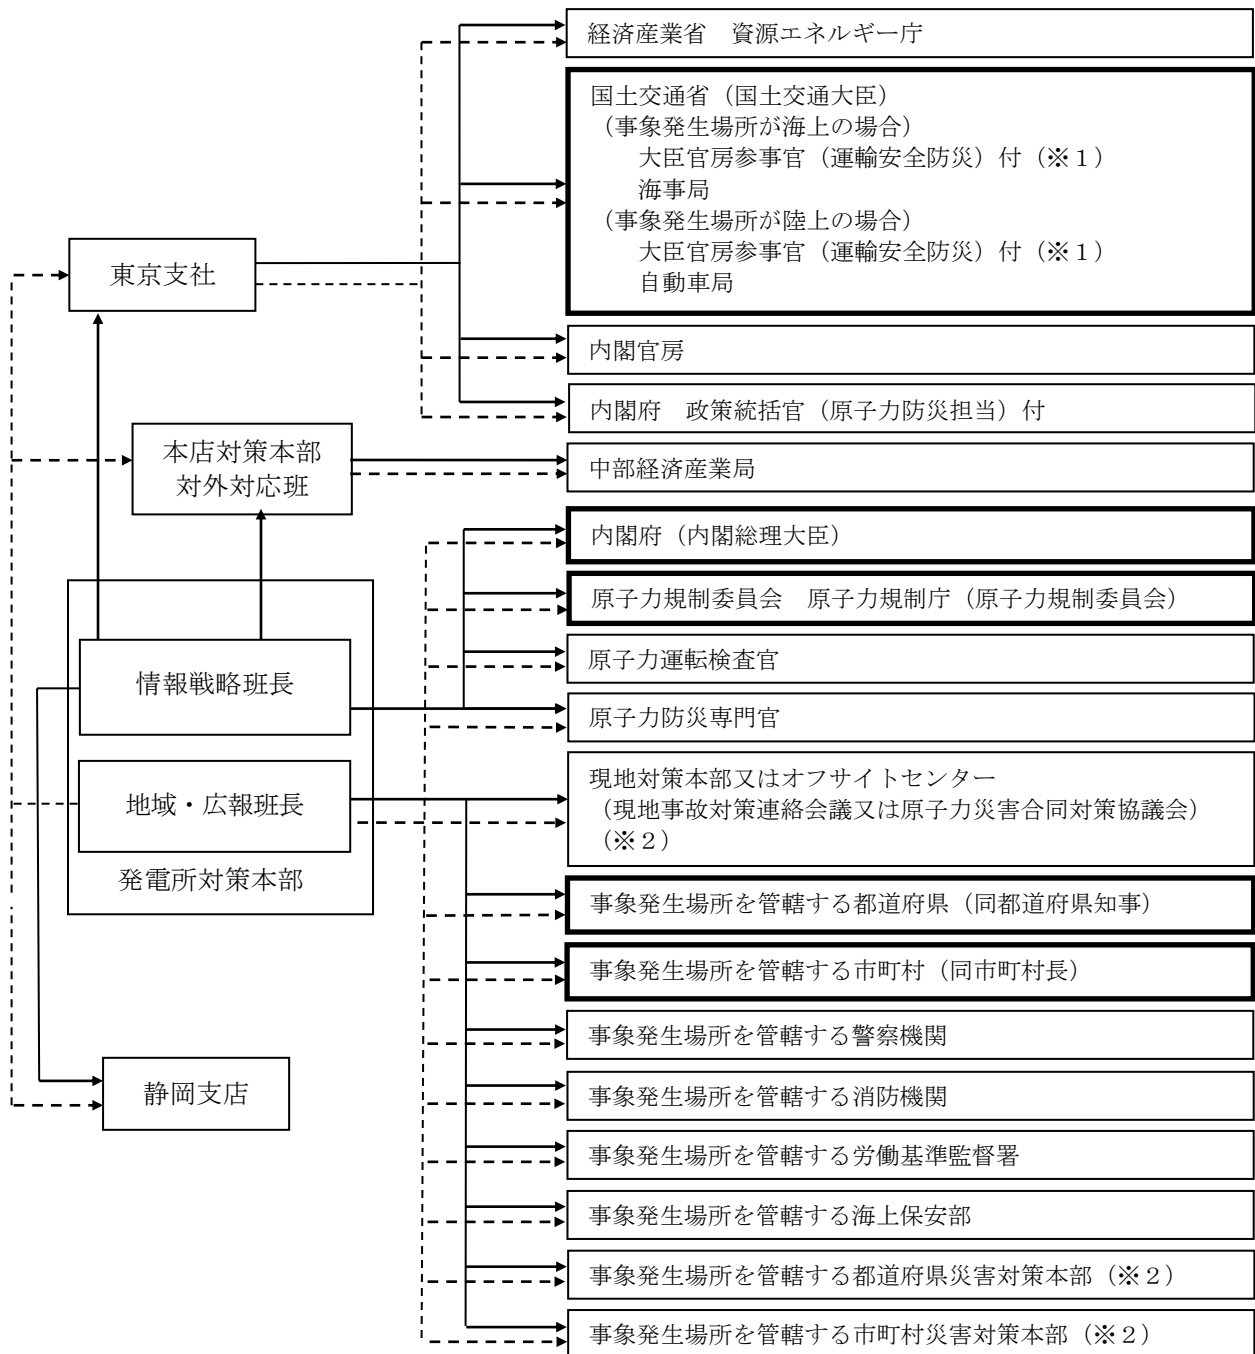 経済産業省　資源エネルギー庁
国土交通省（国土交通大臣）
（事象発生場所が海上の場合）
大臣官房参事官（運輸安全防災）付（※１）
海事局
（事象発生場所が陸上の場合）
大臣官房参事官（運輸安全防災）付（※１）
自動車局
東京支社
内閣官房
内閣府　政策統括官（原子力防災担当）付
本店対策本部
対外対応班
中部経済産業局
内閣府（内閣総理大臣）
原子力規制委員会　原子力規制庁（原子力規制委員会）
原子力運転検査官
情報戦略班長
原子力防災専門官
地域・広報班長
発電所対策本部
現地対策本部又はオフサイトセンター
（現地事故対策連絡会議又は原子力災害合同対策協議会）
（※２）
事象発生場所を管轄する都道府県（同都道府県知事）
事象発生場所を管轄する市町村（同市町村長）
事象発生場所を管轄する警察機関
静岡支店
事象発生場所を管轄する消防機関
事象発生場所を管轄する労働基準監督署
事象発生場所を管轄する海上保安部
事象発生場所を管轄する都道府県災害対策本部（※２）
事象発生場所を管轄する市町村災害対策本部（※２）